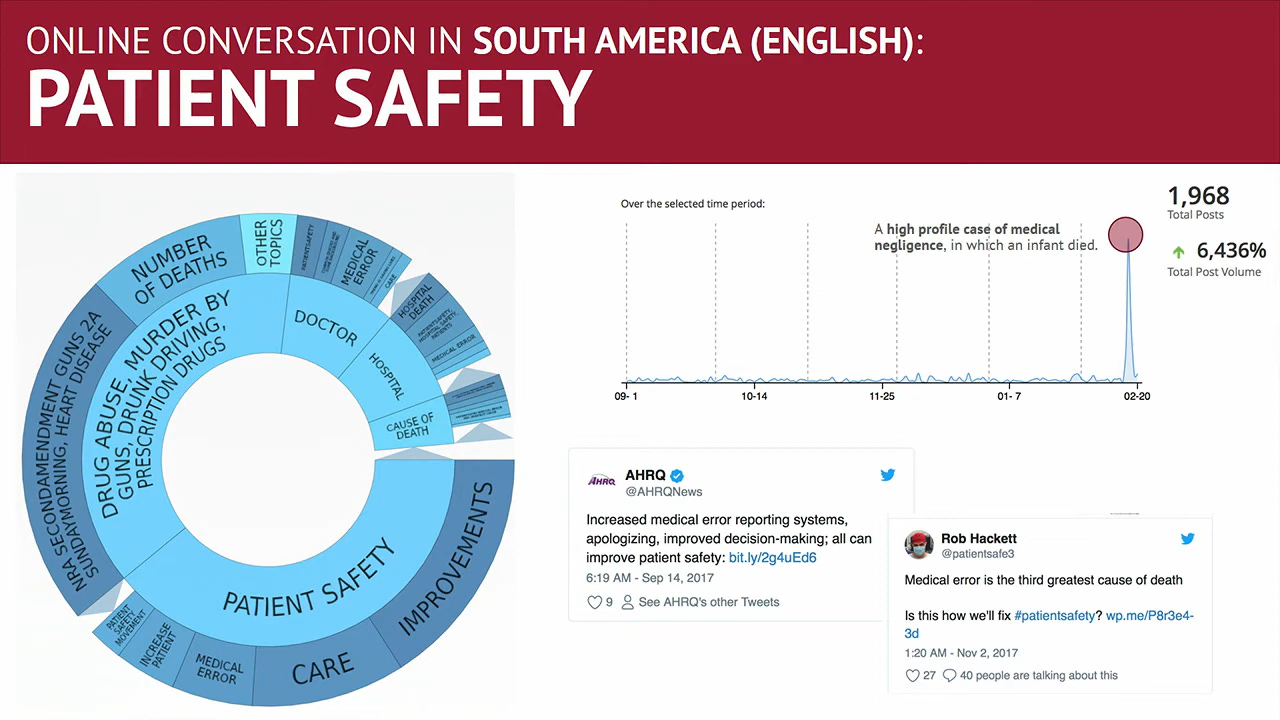 ONLINE CONVERSATION IN SOUTH AMERICA (ENGLISH):
PATIENT SAFETY
NUMBER
OF DEATHS
OTHER
TOPICS
PATIENTSAFETY
MEDICAL
ERROR
CARE
HOSPITAL
DEATH
PATIENTSAFETY,
HOSPITAL SAFETY,
PATIENTS
MEDICAL ERROR
NRA SECONDAMENDMENT GUNS 2A
SUNDAYMORNING, HEART DISEASE
DRUG ABUSE, MURDER BY
GUNS, DRUNK DRIVING,
PRESCRIPTION DRUGS
DOCTOR
HOSPITAL
CAUSE OF
DEATH
PATIENT SAFETY
IMPROVEMENTS
CARE
MEDICAL
ERROR
INCREASE
PATIENT
PATIENT
SAFETY
MOVEMENT
Over the selected time period:
A high profile case of medical
negligence, in which an infant died.
1,968
Total Posts
6,436%
Total Post Volume
09- 1
10-14
11-25
01- 7
02-20
AHRQ
AHRQ
@AHRQNews
Increased medical error reporting systems,
apologizing, improved decision-making; all can
improve patient safety: bit.ly/2g4uEd6
6:19 AM - Sep 14, 2017
9 See AHRQ's other Tweets
Rob Hackett
@patientsafe3
Medical error is the third greatest cause of death
Is this how we'll fix #patientsafety? wp.me/P8r3e4-
3d
1:20 AM - Nov 2, 2017
27 40 people are talking about this